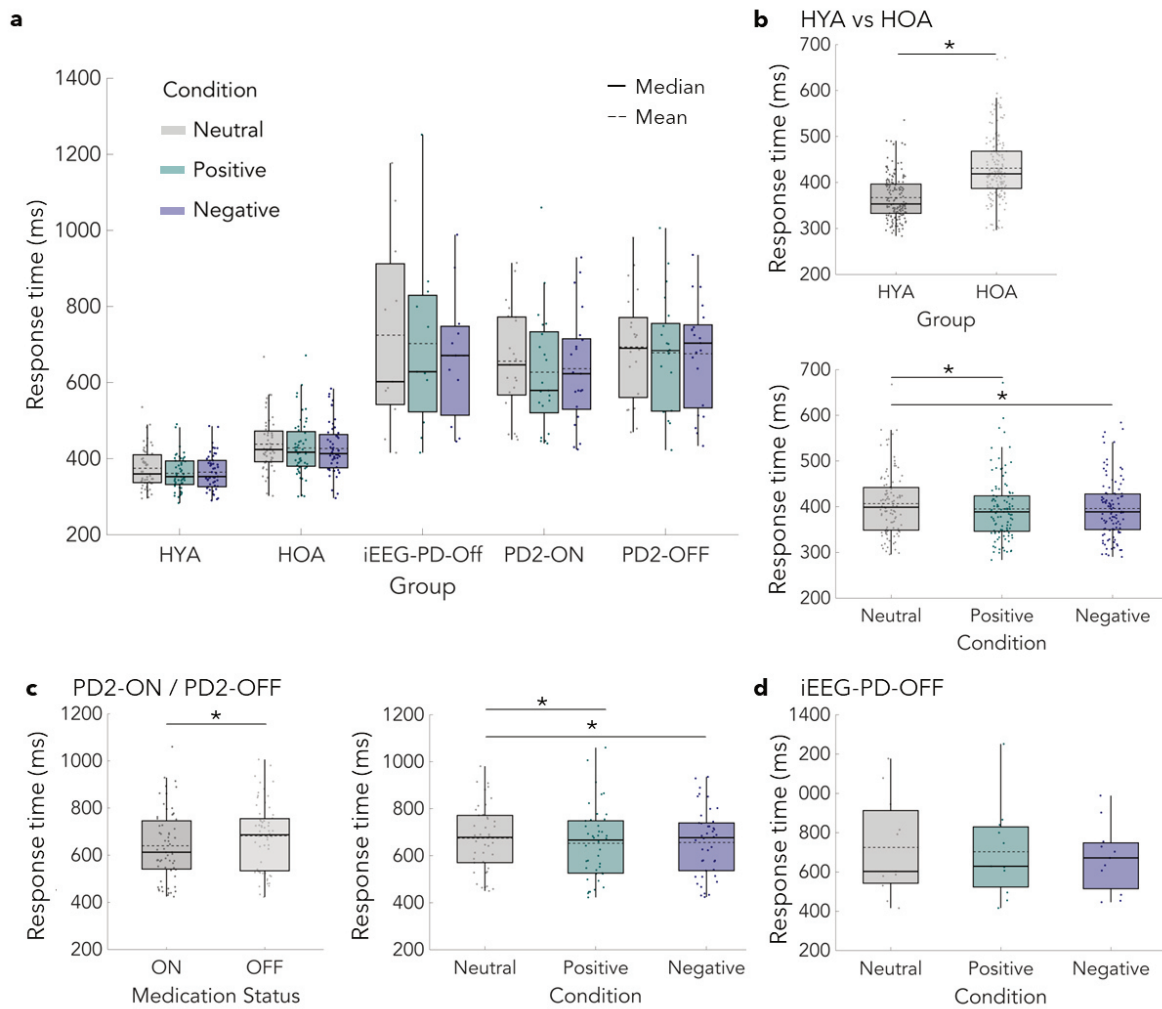 a
1400
1200
1000
800
600
400
200
Response time (ms)
Condition
Neutral
Positive
Negative
Median
Mean
HYA
HOA
iEEG-PD-Off
PD2-ON
PD2-OFF
Group
b HYA vs HOA
700
600
500
400
300
200
Response time (ms)
*
HYA
HOA
Group
700
600
500
400
300
200
Response time (ms)
*
*
Neutral
Positive
Negative
Condition
c PD2-ON / PD2-OFF
1200
1000
800
600
400
200
Response time (ms)
*
ON
OFF
Medication Status
1200
1000
800
600
400
200
Response time (ms)
*
*
Neutral
Positive
Negative
Condition
d iEEG-PD-OFF
1400
1200
000
800
600
400
200
Response time (ms)
Neutral
Positive
Negative
Condition